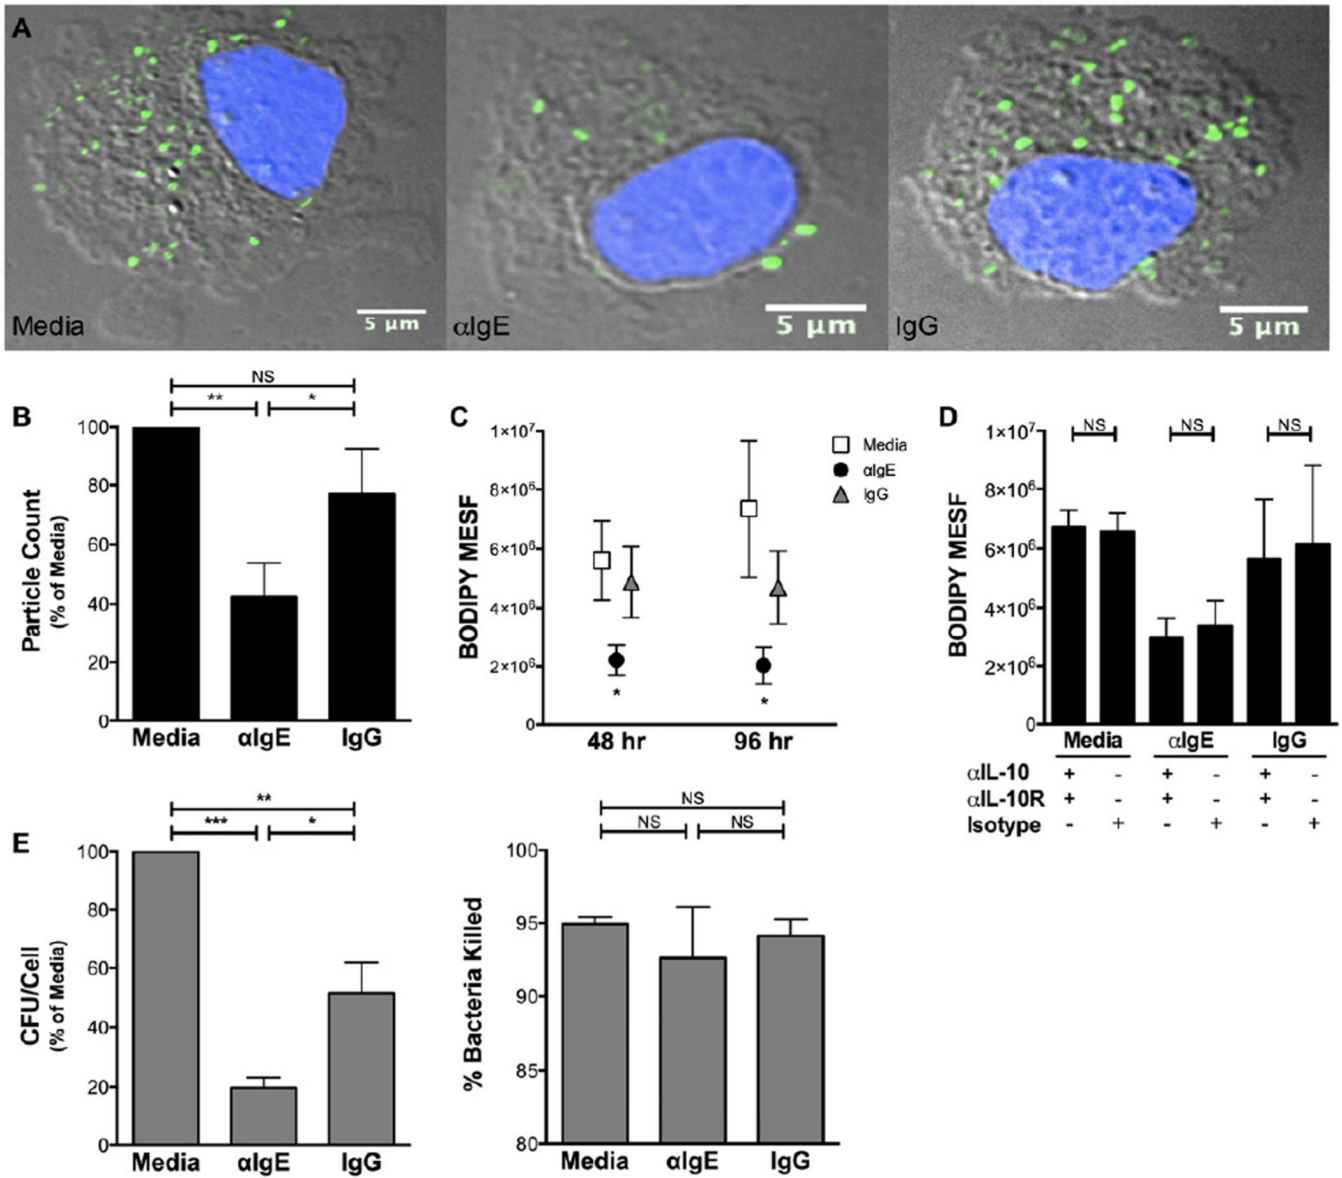 A
Media
5 µm
αIgE
5 µm
IgG
5 µm
B
NS
** *
Particle Count
(% of Media)
100
80
60
40
20
0
Media αIgE IgG
C
BODIPY MESF
1×10⁷
8×10⁶
6×10⁶
4×10⁶
2×10⁶
0
Media
αIgE
IgG
* *
48 hr 96 hr
D
BODIPY MESF
1×10⁷
8×10⁶
6×10⁶
4×10⁶
2×10⁶
0
NS NS NS
Media αIgE IgG
αIL-10 + - + - + -
αIL-10R + - + - + -
Isotype - + - + - +
E
**
*** *
CFU/Cell
(% of Media)
100
80
60
40
20
0
Media αIgE IgG
NS
NS NS
% Bacteria Killed
100
95
90
85
80
Media αIgE IgG